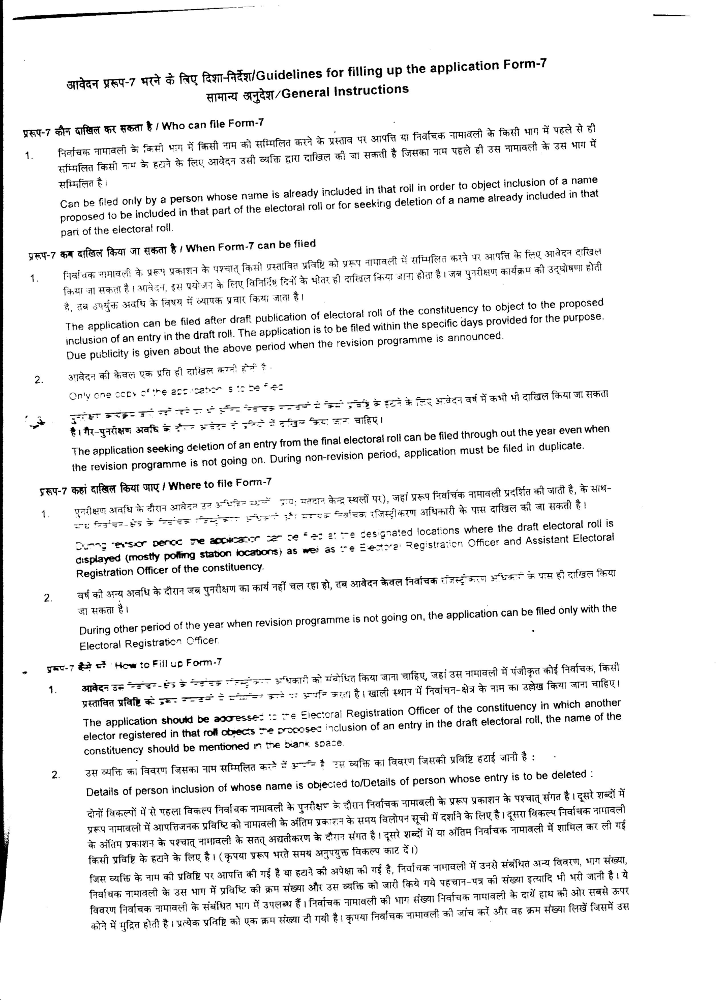 आवेदन प्ररूप-7 भरने के लिए दिशा-निर्देश/Guidelines for filling up the application Form-7
सामान्य अनुदेश/General Instructions
प्ररूप-7 कौन दाखिल कर सकता है / Who can file Form-7
1. निर्वाचक नामावली के किसी भाग में किसी नाम को सम्मिलित करने के प्रस्ताव पर आपत्ति या निर्वाचक नामावली के किसी भाग में पहले से ही
सम्मिलित किसी नाम के हटाने के लिए आवेदन उसी व्यक्ति द्वारा दाखिल की जा सकती है जिसका नाम पहले ही उस नामावली के उस भाग में
सम्मिलित है।
Can be filed only by a person whose name is already included in that roll in order to object inclusion of a name
proposed to be included in that part of the electoral roll or for seeking deletion of a name already included in that
part of the electoral roll.
प्ररूप-7 कब दाखिल किया जा सकता है / When Form-7 can be filed
1. निर्वाचक नामावली के प्ररूप प्रकाशन के पश्चात् किसी प्रस्तावित प्रविष्टि को प्ररूप नामावली में सम्मिलित करने पर आपत्ति के लिए आवेदन दाखिल
किया जा सकता है। आवेदन, इस प्रयोजन के लिए विनिर्दिष्ट दिनों के भीतर ही दाखिल किया जाना होता है। जब पुनरीक्षण कार्यक्रम की उद्घोषणा होती
है, तब उपर्युक्त अवधि के विषय में व्यापक प्रचार किया जाता है।
The application can be filed after draft publication of electoral roll of the constituency to object to the proposed
inclusion of an entry in the draft roll. The application is to be filed within the specific days provided for the purpose.
Due publicity is given about the above period when the revision programme is announced.
2. आवेदन की केवल एक प्रति ही दाखिल करनी होती है
Only one copy of the application is to be filed
के हटाने के लिए आवेदन वर्ष में कभी भी दाखिल किया जा सकता
है। गैर-पुनरीक्षण अवधि के दौरान आवेदन दो प्रतियों में दाखिल किया जाना चाहिए।
The application seeking deletion of an entry from the final electoral roll can be filed through out the year even when
the revision programme is not going on. During non-revision period, application must be filed in duplicate.
प्ररूप-7 कहां दाखिल किया जाए / Where to file Form-7
1. पुनरीक्षण अवधि के दौरान आवेदन उन मतदान केन्द्र स्थलों पर), जहां प्ररूप निर्वाचक नामावली प्रदर्शित की जाती है, के साथ-
निर्वाचक रजिस्ट्रीकरण अधिकारी के पास दाखिल की जा सकती है।
During revision period the application can be filed at the designated locations where the draft electoral roll is
displayed (mostly polling station locations) as well as the Electoral Registration Officer and Assistant Electoral
Registration Officer of the constituency.
2. वर्ष की अन्य अवधि के दौरान जब पुनरीक्षण का कार्य नहीं चल रहा हो, तब आवेदन केवल निर्वाचक रजिस्ट्रीकरण अधिकारी के पास ही दाखिल किया
जा सकता है।
During other period of the year when revision programme is not going on, the application can be filed only with the
Electoral Registration Officer.
प्ररूप-7 कैसे भरें / How to Fill up Form-7
1. आवेदन उस अधिकारी को संबोधित किया जाना चाहिए, जहां उस नामावली में पंजीकृत कोई निर्वाचक, किसी
प्रस्तावित प्रविष्टि को करता है। खाली स्थान में निर्वाचन-क्षेत्र के नाम का उल्लेख किया जाना चाहिए।
The application should be addressed to the Electoral Registration Officer of the constituency in which another
elector registered in that roll objects the proposed inclusion of an entry in the draft electoral roll, the name of the
constituency should be mentioned in the blank space.
2. उस व्यक्ति का विवरण जिसका नाम सम्मिलित करने में आपत्ति है उस व्यक्ति का विवरण जिसकी प्रविष्टि हटाई जानी है :
Details of person inclusion of whose name is objected to/Details of person whose entry is to be deleted :
दोनों विकल्पों में से पहला विकल्प निर्वाचक नामावली के पुनरीक्षण के दौरान निर्वाचक नामावली के प्ररूप प्रकाशन के पश्चात् संगत है। दूसरे शब्दों में
प्ररूप नामावली में आपत्तिजनक प्रविष्टि को नामावली के अंतिम प्रकाशन के समय विलोपन सूची में दर्शाने के लिए है। दूसरा विकल्प निर्वाचक नामावली
के अंतिम प्रकाशन के पश्चात् नामावली के सतत् अद्यतीकरण के दौरान संगत है। दूसरे शब्दों में या अंतिम निर्वाचक नामावली में शामिल कर ली गई
किसी प्रविष्टि के हटाने के लिए है। (कृपया प्ररूप भरते समय अनुपयुक्त विकल्प काट दें।)
जिस व्यक्ति के नाम की प्रविष्टि पर आपत्ति की गई है या हटाने की अपेक्षा की गई है, निर्वाचक नामावली में उनसे संबंधित अन्य विवरण, भाग संख्या,
निर्वाचक नामावली के उस भाग में प्रविष्टि की क्रम संख्या और उस व्यक्ति को जारी किये गये पहचान-पत्र की संख्या इत्यादि भी भरी जानी है। ये
विवरण निर्वाचक नामावली के संबंधित भाग में उपलब्ध हैं। निर्वाचक नामावली की भाग संख्या निर्वाचक नामावली के दायें हाथ की ओर सबसे ऊपर
कोने में मुद्रित होती है। प्रत्येक प्रविष्टि को एक क्रम संख्या दी गयी है। कृपया निर्वाचक नामावली की जांच करें और वह क्रम संख्या लिखें जिसमें उस